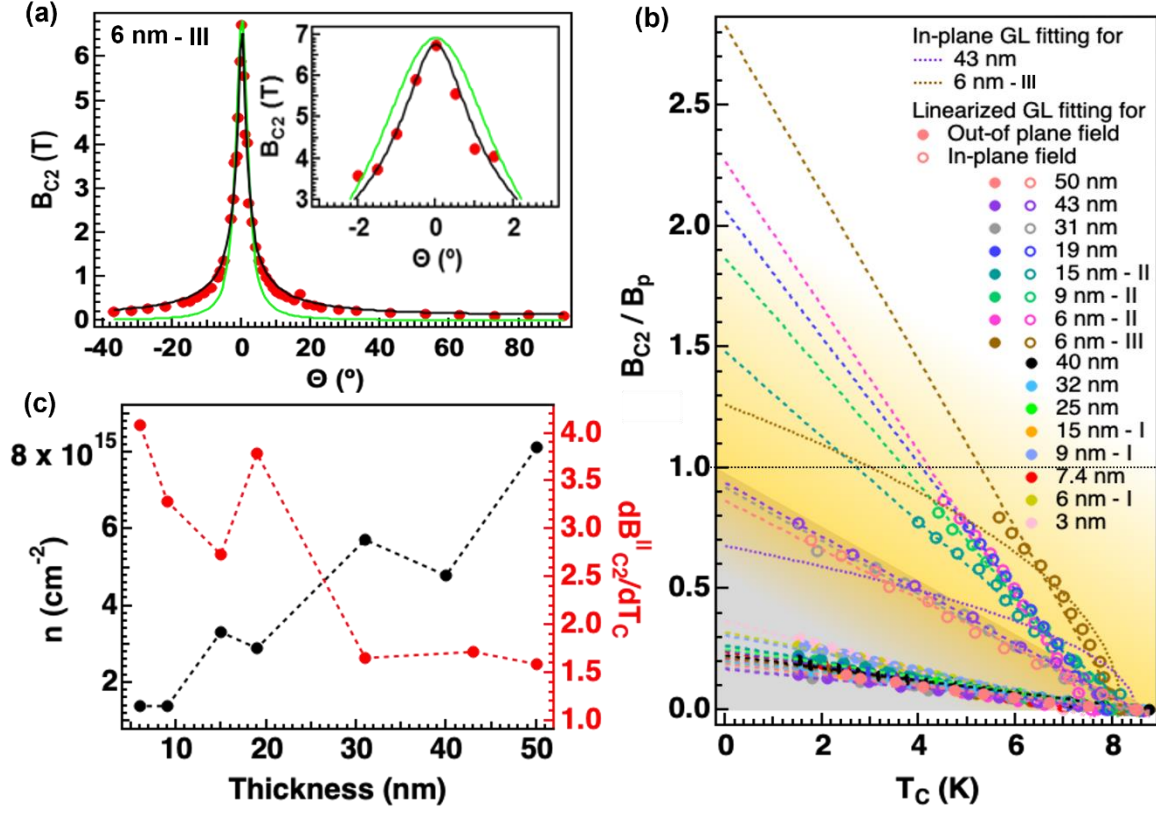 (a)
6 nm - III
B_C2 (T)
6
5
4
3
2
1
0
-40 -20 0 20 40 60 80
Θ (º)
B_C2 (T)
7
6
5
4
3
-2 0 2
Θ (º)
(b)
B_C2 / B_p
2.5
2.0
1.5
1.0
0.5
0.0
0 2 4 6 8
T_C (K)
In-plane GL fitting for
43 nm
6 nm - III
Linearized GL fitting for
Out-of plane field
In-plane field
50 nm
43 nm
31 nm
19 nm
15 nm - II
9 nm - II
6 nm - II
6 nm - III
40 nm
32 nm
25 nm
15 nm - I
9 nm - I
7.4 nm
6 nm - I
3 nm
(c)
n (cm⁻²)
8 x 10¹⁵
6
4
2
10 20 30 40 50
Thickness (nm)
4.0
3.5
3.0
2.5
2.0
1.5
1.0
dB^II_C2/dT_C